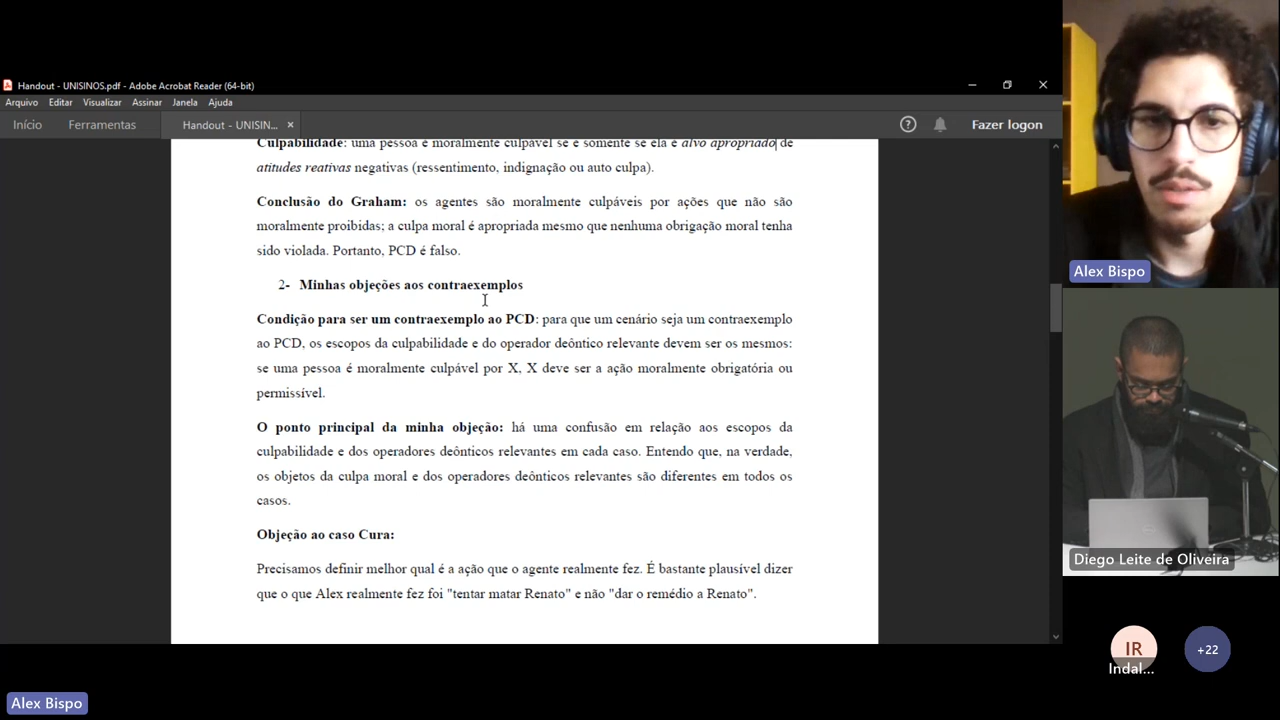 Handout - UNISINOS.pdf - Adobe Acrobat Reader (64-bit)
Arquivo Editar Visualizar Assinar Janela Ajuda
Início Ferramentas Handout - UNISIN... × Fazer logon
Culpabilidade: uma pessoa é moralmente culpável se e somente se ela é alvo apropriado de
atitudes reativas negativas (ressentimento, indignação ou auto culpa).
Conclusão do Graham: os agentes são moralmente culpáveis por ações que não são
moralmente proibidas; a culpa moral é apropriada mesmo que nenhuma obrigação moral tenha
sido violada. Portanto, PCD é falso.
2- Minhas objeções aos contraexemplos
Condição para ser um contraexemplo ao PCD: para que um cenário seja um contraexemplo
ao PCD, os escopos da culpabilidade e do operador deôntico relevante devem ser os mesmos:
se uma pessoa é moralmente culpável por X, X deve ser a ação moralmente obrigatória ou
permissível.
O ponto principal da minha objeção: há uma confusão em relação aos escopos da
culpabilidade e dos operadores deônticos relevantes em cada caso. Entendo que, na verdade,
os objetos da culpa moral e dos operadores deônticos relevantes são diferentes em todos os
casos.
Objeção ao caso Cura:
Precisamos definir melhor qual é a ação que o agente realmente fez. É bastante plausível dizer
que o que Alex realmente fez foi "tentar matar Renato" e não "dar o remédio a Renato".
Alex Bispo
Diego Leite de Oliveira
IR
Indal...
+22
Alex Bispo